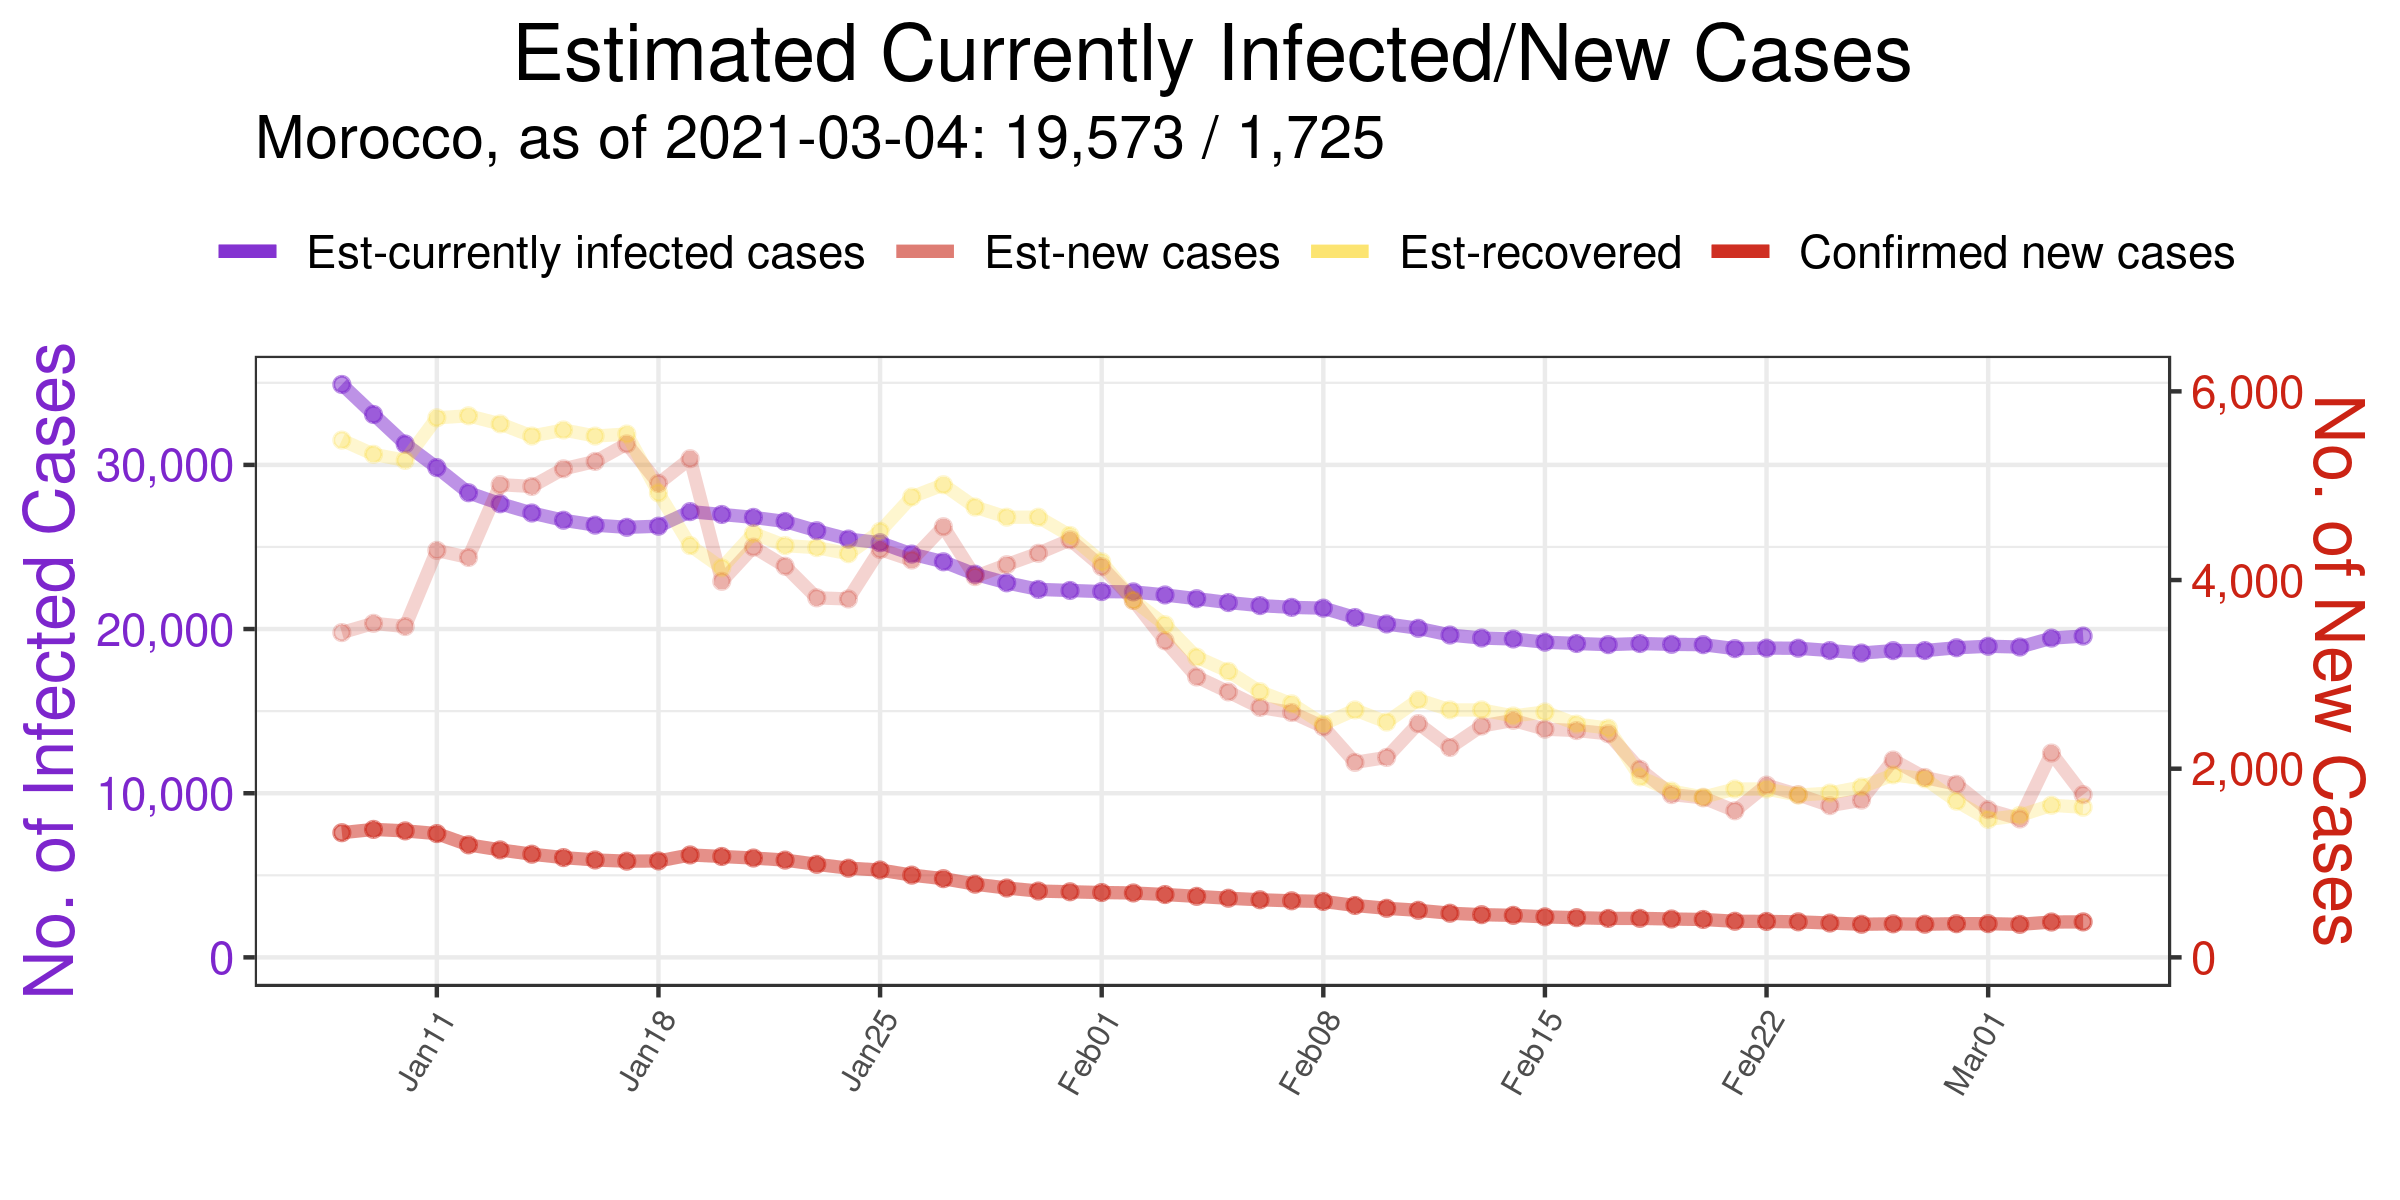 Estimated Currently Infected/New Cases
Morocco, as of 2021-03-04: 19,573 / 1,725
Est-currently infected cases Est-new cases Est-recovered Confirmed new cases
No. of Infected Cases
30,000
20,000
10,000
0
6,000
4,000
2,000
0
No. of New Cases
Jan11 Jan18 Jan25 Feb01 Feb08 Feb15 Feb22 Mar01